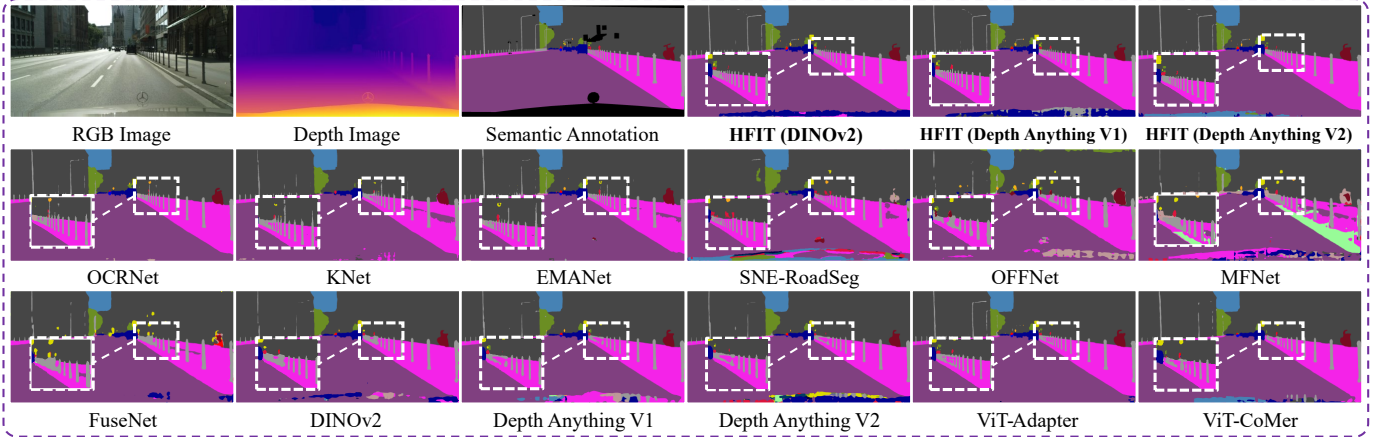 RGB Image
Depth Image
Semantic Annotation
HFIT (DINOv2)
HFIT (Depth Anything V1)
HFIT (Depth Anything V2)
OCRNet
KNet
EMANet
SNE-RoadSeg
OFFNet
MFNet
FuseNet
DINOv2
Depth Anything V1
Depth Anything V2
ViT-Adapter
ViT-CoMer